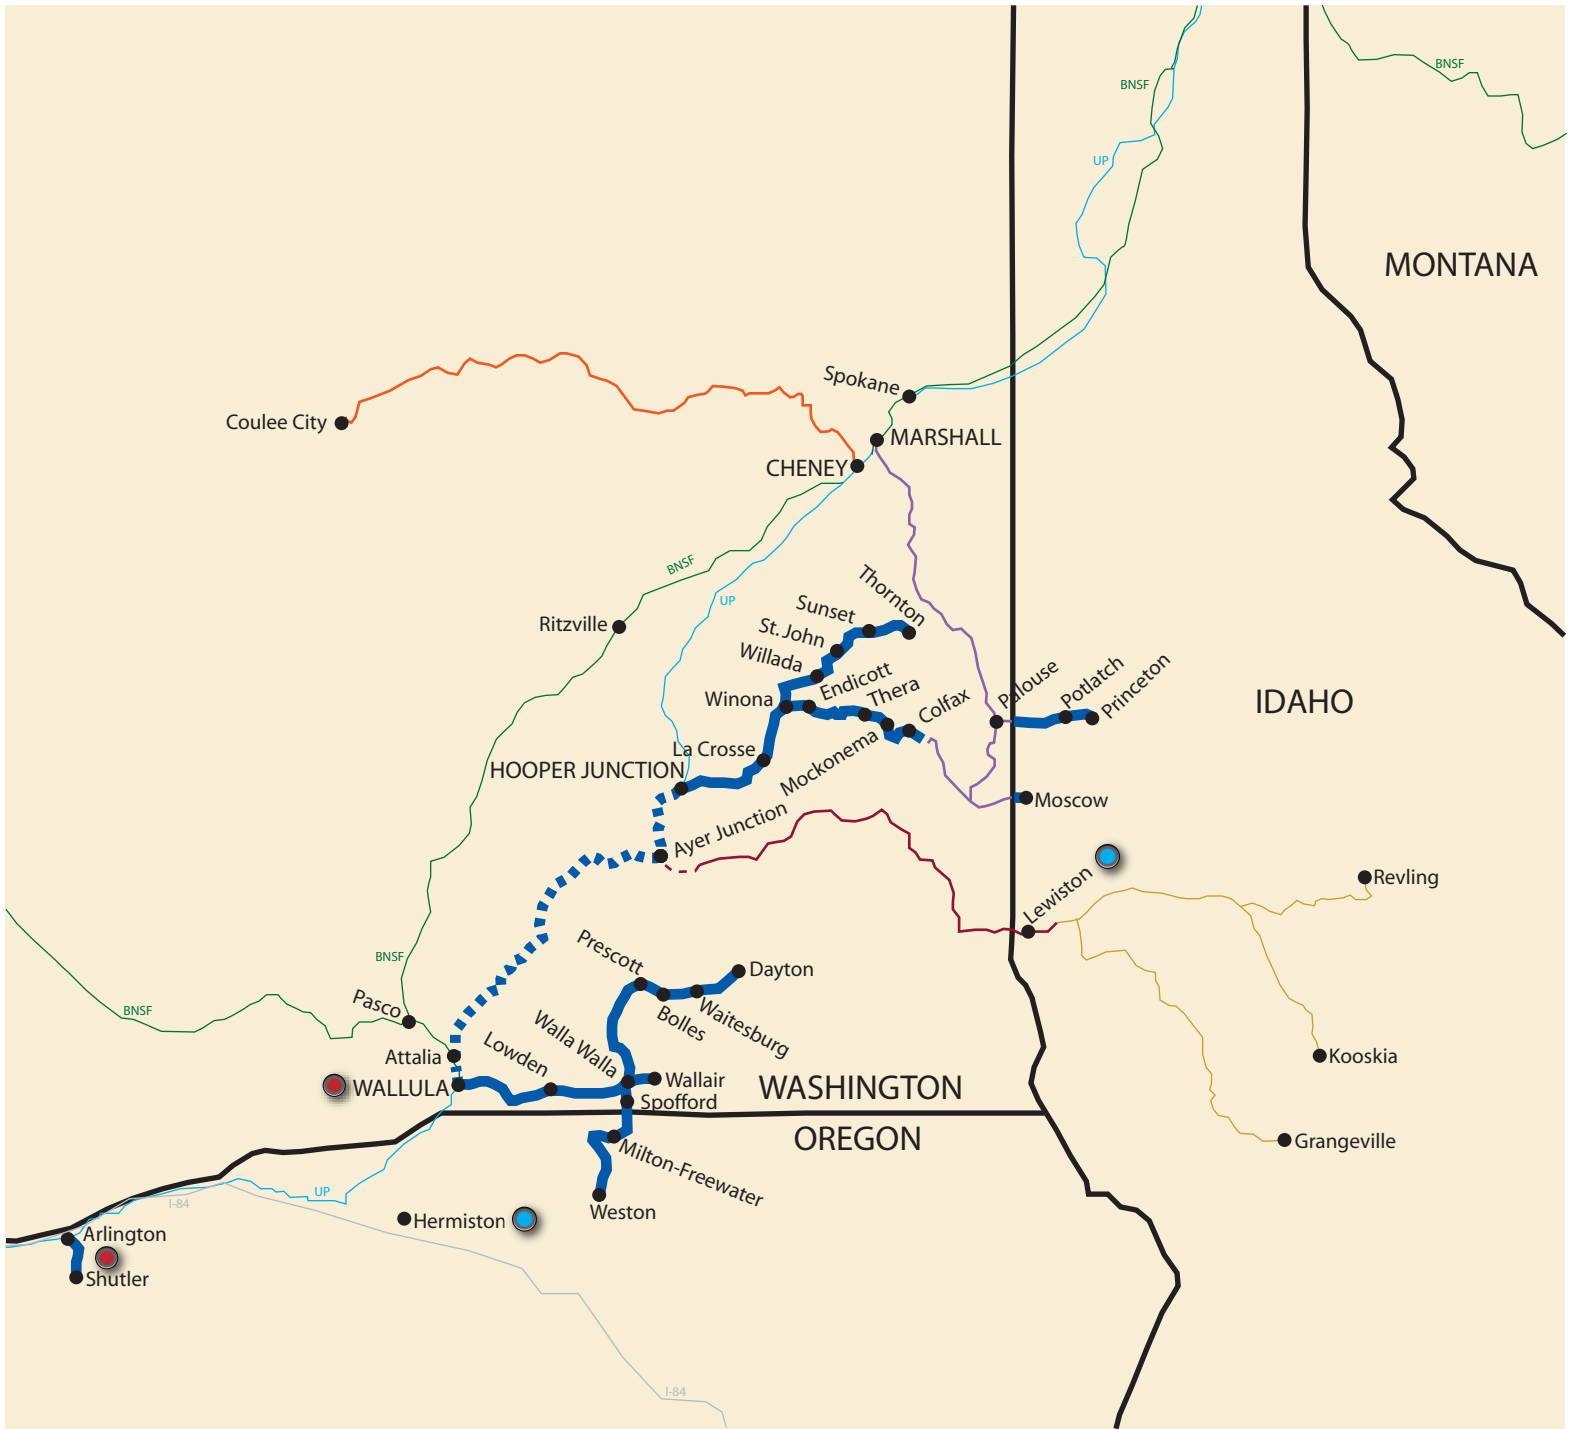 BNSF
BNSF
UP
MONTANA
Spokane
Coulee City
MARSHALL
CHENEY
BNSF
UP
Thornton
Sunset
Ritzville
St. John
Willada
Endicott
Thera
Winona
Colfax
Palouse
Potlatch
Princeton
IDAHO
La Crosse
HOOPER JUNCTION
Mockonema
Moscow
Ayer Junction
Lewiston
Revling
Prescott
BNSF
Dayton
Pasco
BNSF
Bolles
Waitesburg
Walla Walla
Lowden
Attalia
Kooskia
WALLULA
Wallair
WASHINGTON
Spofford
OREGON
Grangeville
Milton-Freewater
UP
I-84
Weston
Hermiston
Arlington
Shutler
I-84